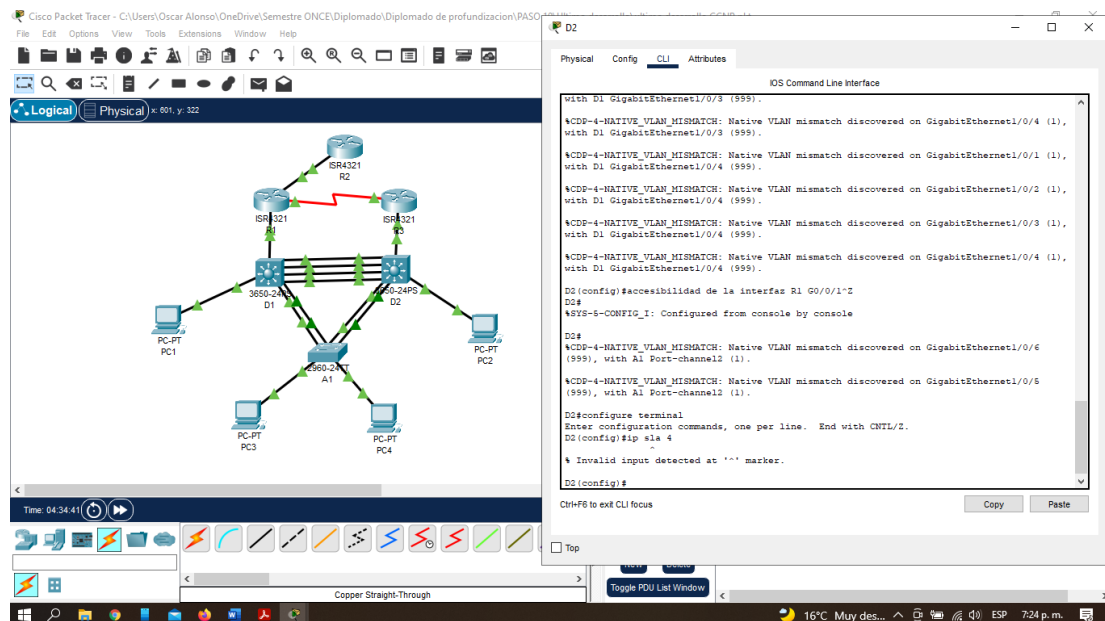 Cisco Packet Tracer - C:\Users\Oscar Alonso\OneDrive\Semestre ONCE\Diplomado\Diplomado de profundizacion\PASO
File Edit Options View Tools Extensions Window Help
Logical Physical x: 601, y: 322
ISR4321
R2
ISR4321
R1
ISR4321
R3
3650-24PS
D1
3650-24PS
D2
PC-PT
PC1
PC-PT
PC2
2960-24TT
A1
PC-PT
PC3
PC-PT
PC4
Time: 04:34:41
Copper Straight-Through
D2
Physical Config CLI Attributes
IOS Command Line Interface
with D1 GigabitEthernet1/0/3 (999).
%CDP-4-NATIVE_VLAN_MISMATCH: Native VLAN mismatch discovered on GigabitEthernet1/0/4 (1),
with D1 GigabitEthernet1/0/3 (999).
%CDP-4-NATIVE_VLAN_MISMATCH: Native VLAN mismatch discovered on GigabitEthernet1/0/1 (1),
with D1 GigabitEthernet1/0/4 (999).
%CDP-4-NATIVE_VLAN_MISMATCH: Native VLAN mismatch discovered on GigabitEthernet1/0/2 (1),
with D1 GigabitEthernet1/0/4 (999).
%CDP-4-NATIVE_VLAN_MISMATCH: Native VLAN mismatch discovered on GigabitEthernet1/0/3 (1),
with D1 GigabitEthernet1/0/4 (999).
%CDP-4-NATIVE_VLAN_MISMATCH: Native VLAN mismatch discovered on GigabitEthernet1/0/4 (1),
with D1 GigabitEthernet1/0/4 (999).
D2(config)#accesibilidad de la interfaz R1 G0/0/1^Z
D2#
%SYS-5-CONFIG_I: Configured from console by console
D2#
%CDP-4-NATIVE_VLAN_MISMATCH: Native VLAN mismatch discovered on GigabitEthernet1/0/6
(999), with A1 Port-channel2 (1).
%CDP-4-NATIVE_VLAN_MISMATCH: Native VLAN mismatch discovered on GigabitEthernet1/0/5
(999), with A1 Port-channel2 (1).
D2#configure terminal
Enter configuration commands, one per line. End with CNTL/Z.
D2(config)#ip sla 4
^
% Invalid input detected at '^' marker.
D2(config)#
Ctrl+F6 to exit CLI focus
Copy Paste
Top
New Delete
Toggle PDU List Window
16°C Muy des... ESP 7:24 p. m.